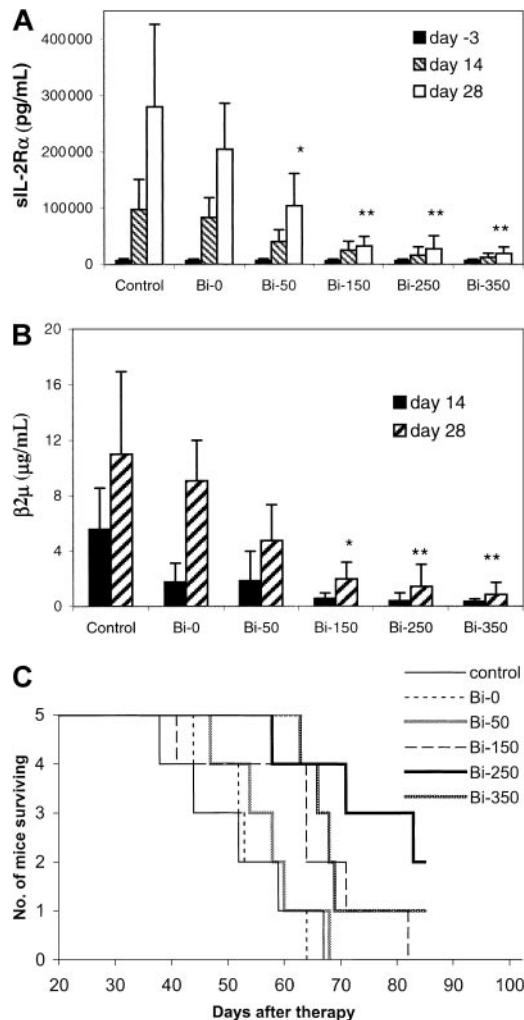 A
sIL-2Rα (pg/mL)
400000
300000
200000
100000
0
day -3
day 14
day 28
*
**
**
**
Control Bi-0 Bi-50 Bi-150 Bi-250 Bi-350
B
β2μ (μg/mL)
20
16
12
8
4
0
day 14
day 28
*
**
**
Control Bi-0 Bi-50 Bi-150 Bi-250 Bi-350
C
No. of mice surviving
5
4
3
2
1
0
control
Bi-0
Bi-50
Bi-150
Bi-250
Bi-350
20 30 40 50 60 70 80 90 100
Days after therapy